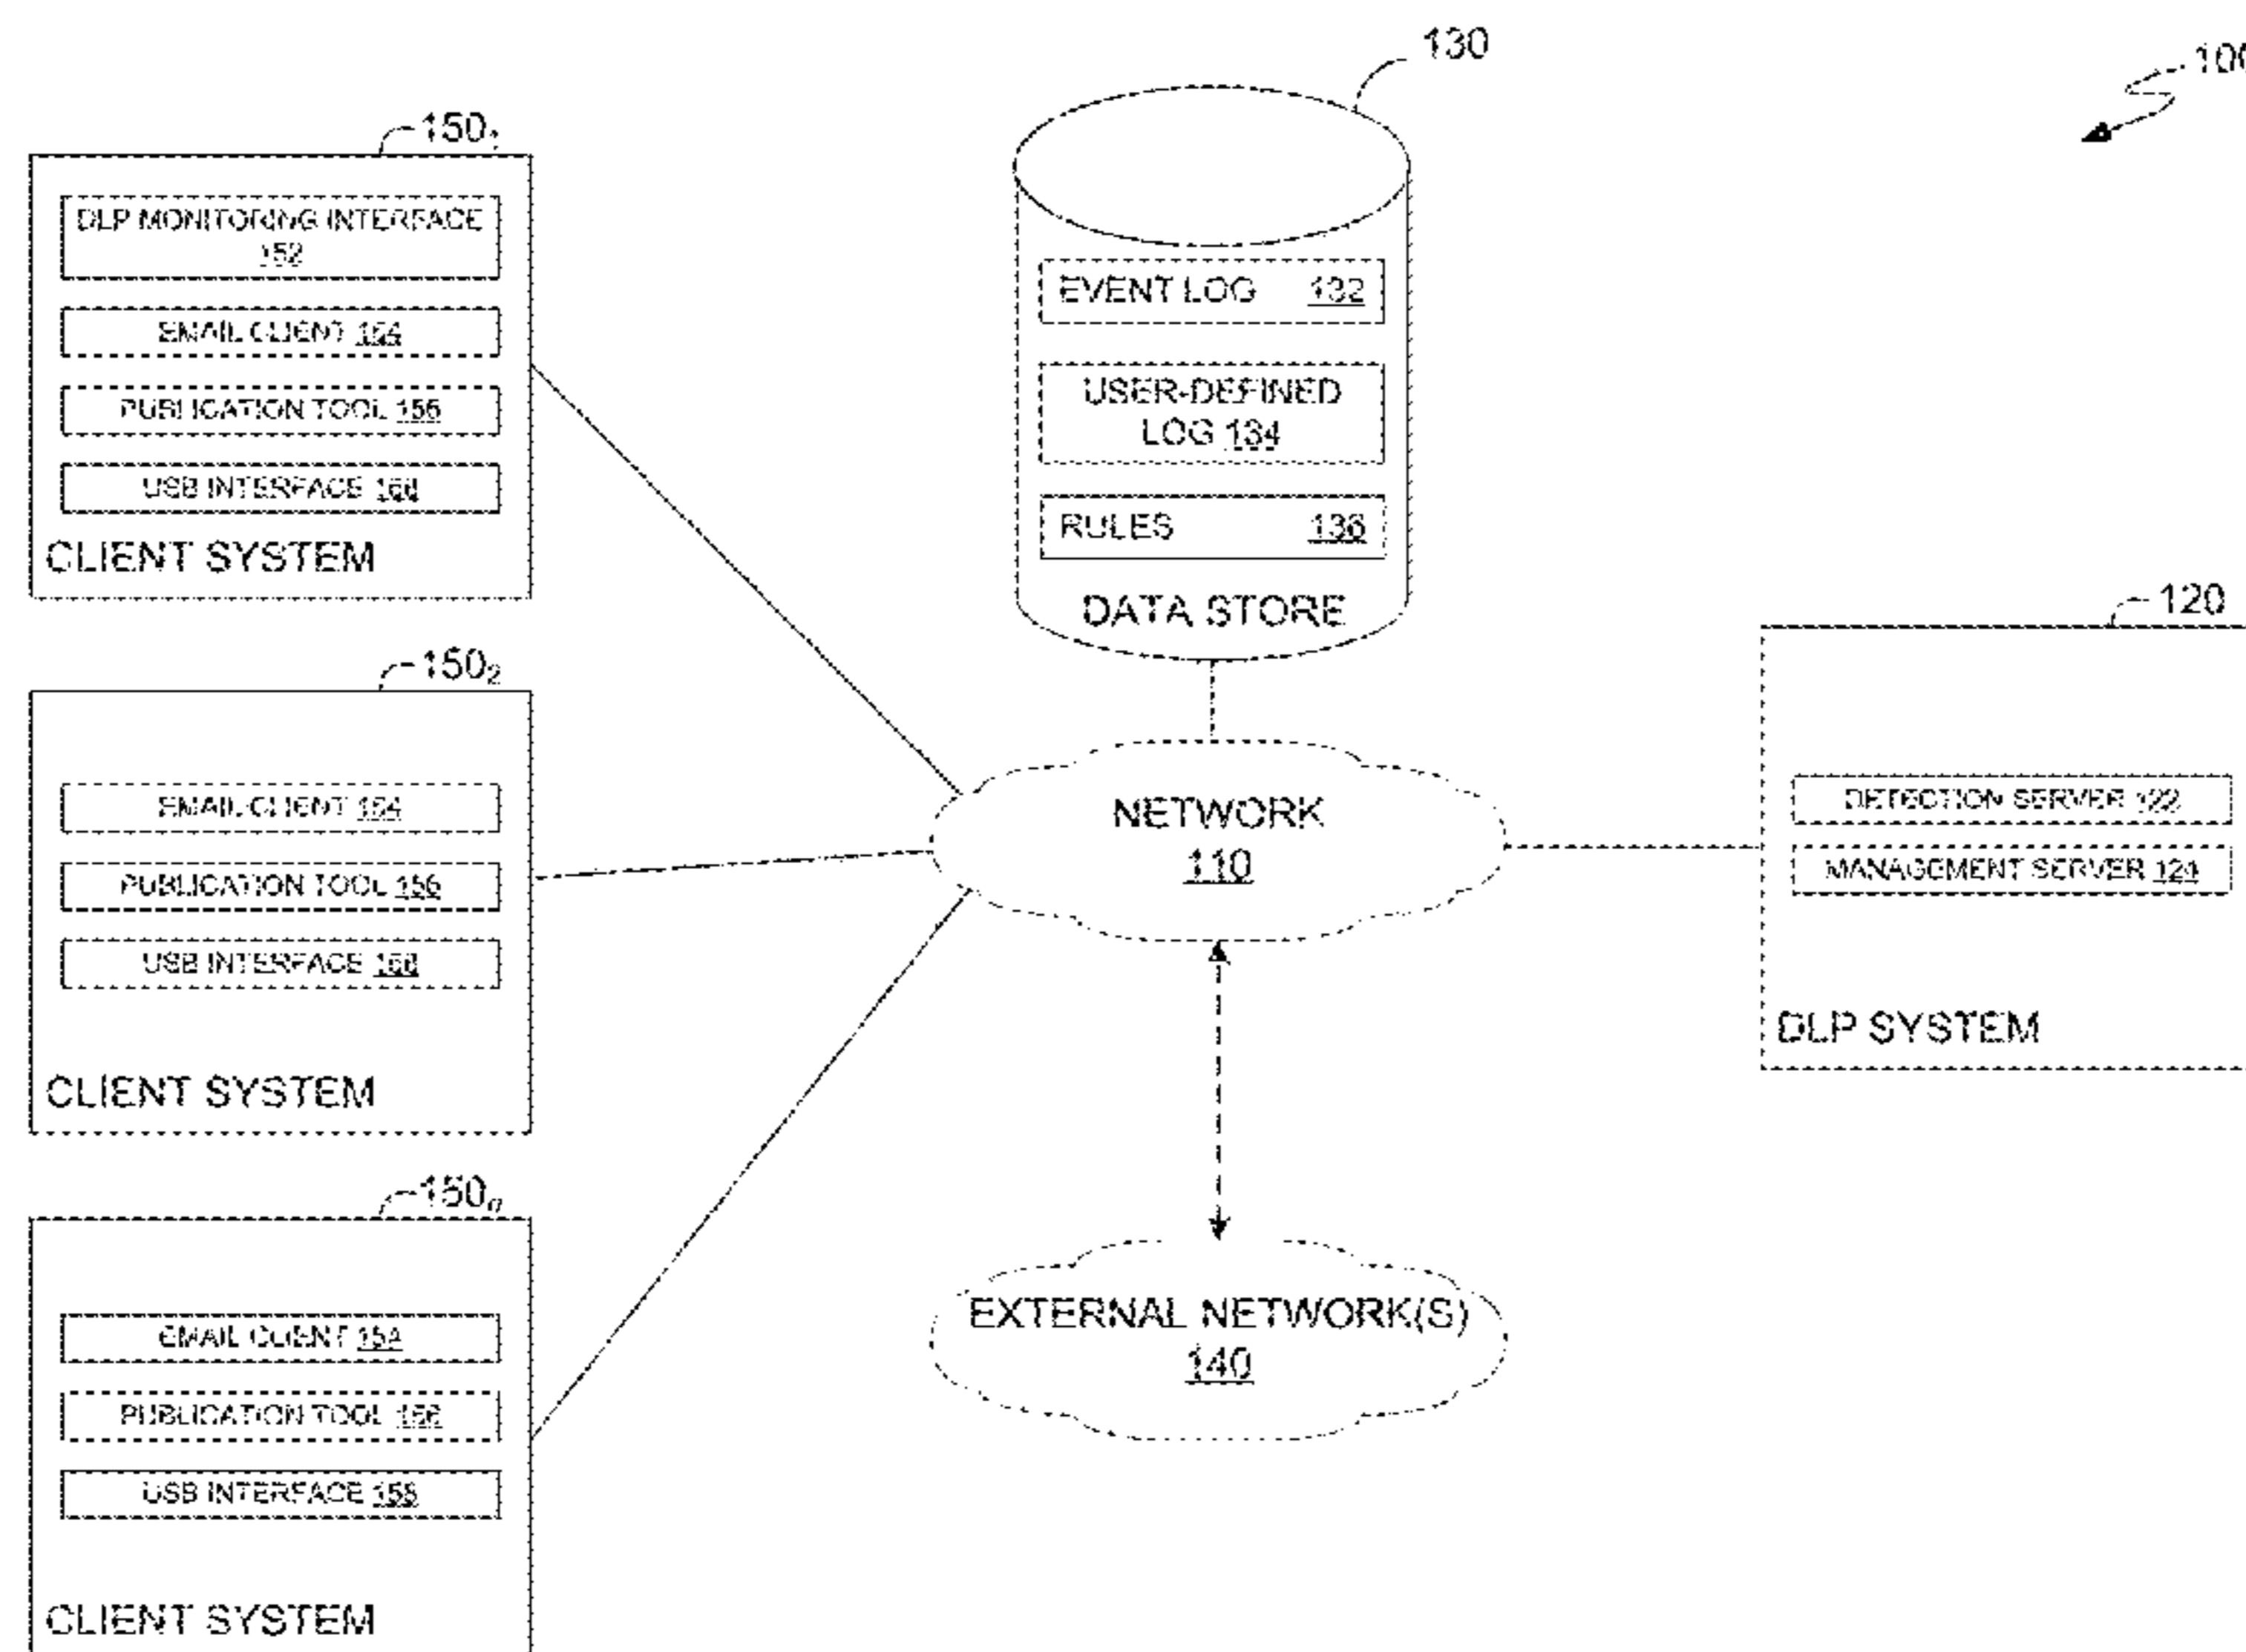 130
100
150₁
DLP MONITORING INTERFACE
152
EMAIL CLIENT 154
PUBLICATION TOOL 156
USB INTERFACE 158
CLIENT SYSTEM
EVENT LOG 132
USER-DEFINED
LOG 134
RULES 136
DATA STORE
120
DETECTION SERVER 122
MANAGEMENT SERVER 124
DLP SYSTEM
150₂
EMAIL CLIENT 154
PUBLICATION TOOL 156
USB INTERFACE 158
CLIENT SYSTEM
NETWORK
110
150ₙ
EMAIL CLIENT 154
PUBLICATION TOOL 156
USB INTERFACE 158
CLIENT SYSTEM
EXTERNAL NETWORK(S)
140